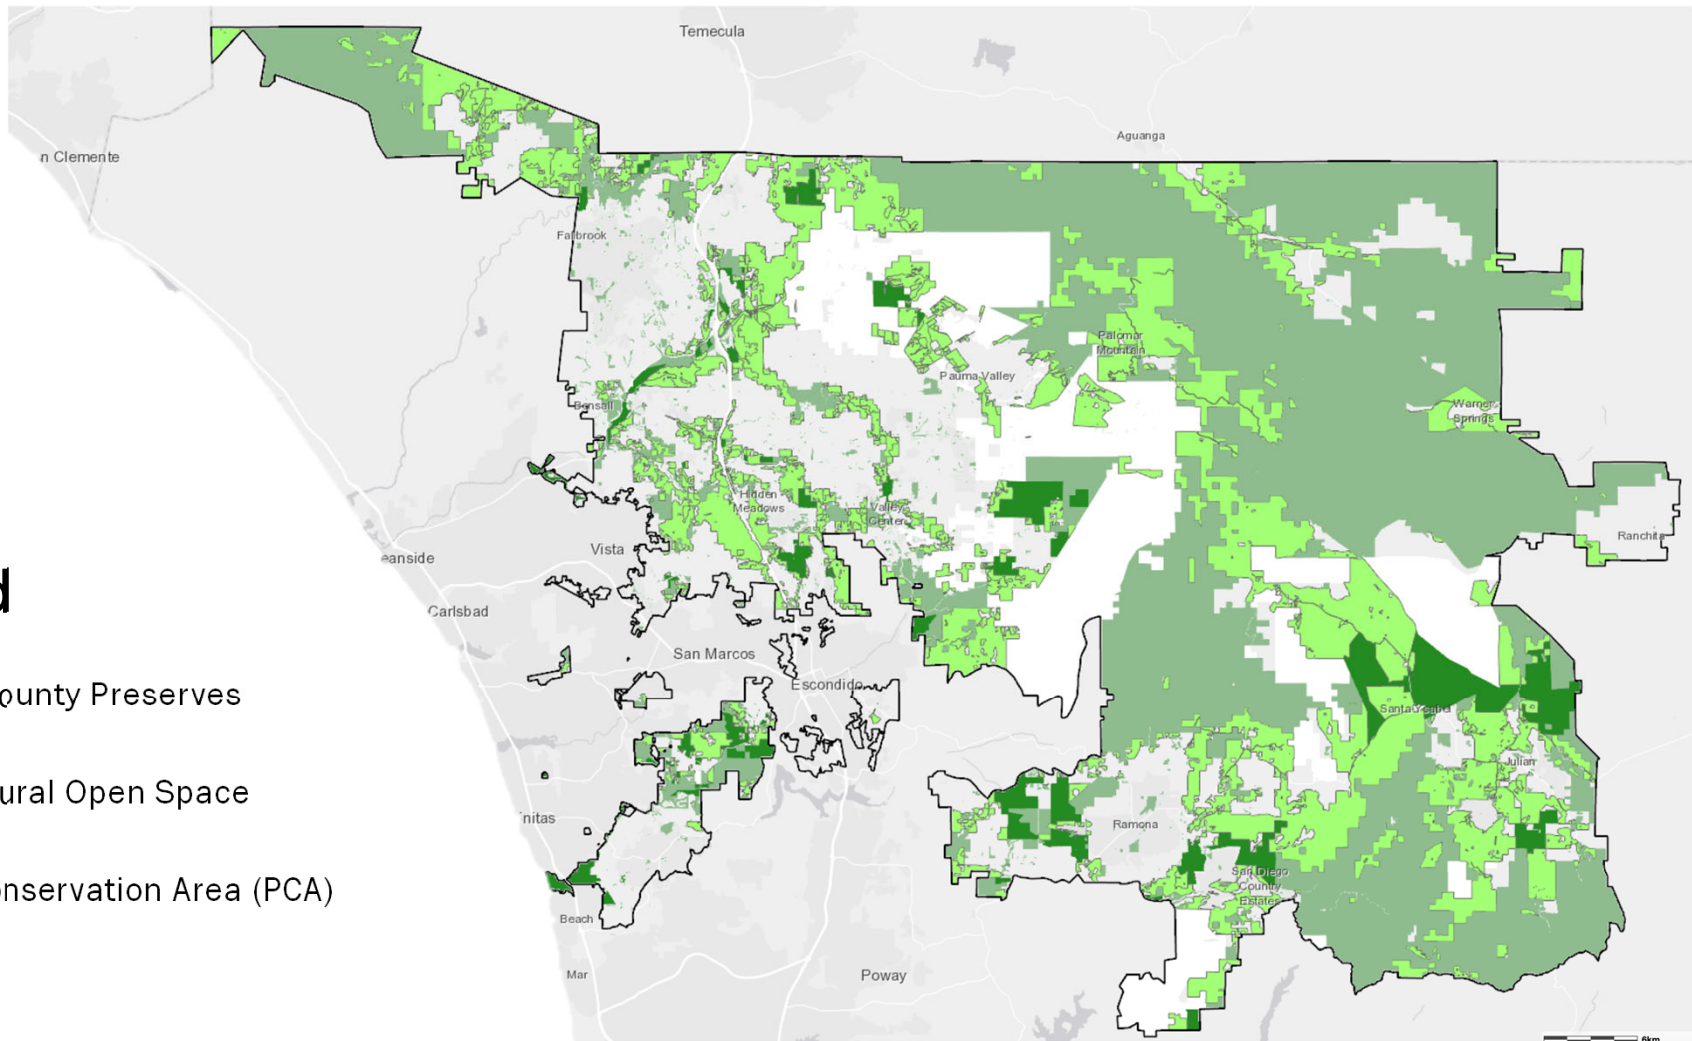 Temecula
Aguanga
n Clemente
Fallbrook
Palomar
Mountain
Pauma Valley
Bonsall
Warner
Springs
Hidden
Meadows
Valley
Center
Ranchita
Vista
eanside
d
Carlsbad
San Marcos
Escondido
ounty Preserves
Santa Ysabel
Julian
ural Open Space
nitas
Ramona
San Diego
Country
Estates
onservation Area (PCA)
Beach
Mar
Poway
6km